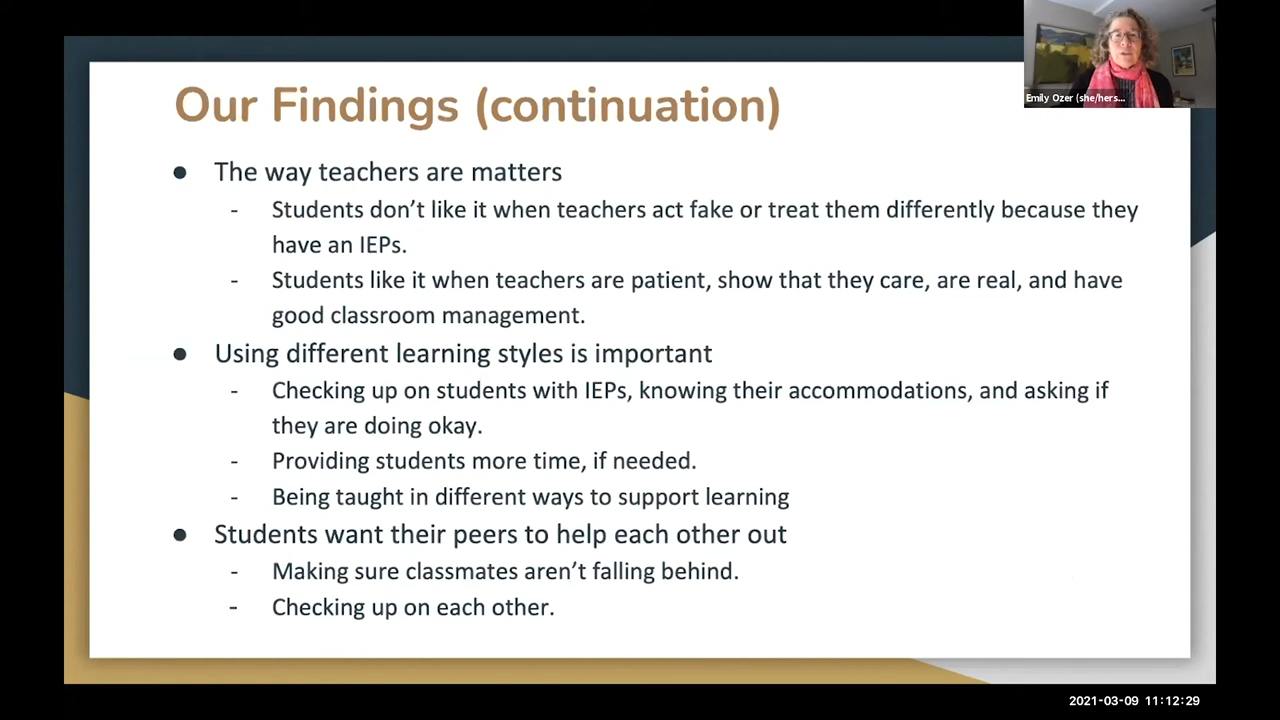 Emily Ozer (she/hers...
Our Findings (continuation)
● The way teachers are matters
- Students don’t like it when teachers act fake or treat them differently because they
have an IEPs.
- Students like it when teachers are patient, show that they care, are real, and have
good classroom management.
● Using different learning styles is important
- Checking up on students with IEPs, knowing their accommodations, and asking if
they are doing okay.
- Providing students more time, if needed.
- Being taught in different ways to support learning
● Students want their peers to help each other out
- Making sure classmates aren’t falling behind.
- Checking up on each other.
2021-03-09 11:12:29